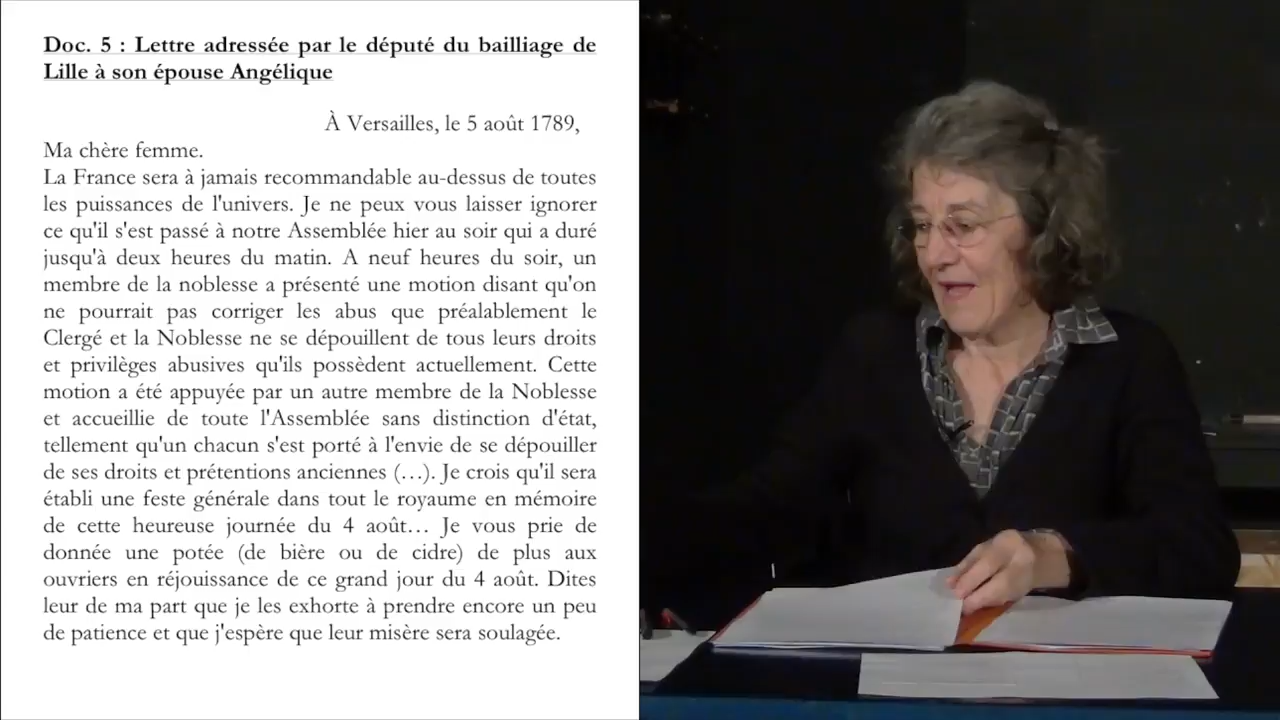 Doc. 5 : Lettre adressée par le député du bailliage de
Lille à son épouse Angélique
À Versailles, le 5 août 1789,
Ma chère femme.
La France sera à jamais recommandable au-dessus de toutes
les puissances de l'univers. Je ne peux vous laisser ignorer
ce qu'il s'est passé à notre Assemblée hier au soir qui a duré
jusqu'à deux heures du matin. A neuf heures du soir, un
membre de la noblesse a présenté une motion disant qu'on
ne pourrait pas corriger les abus que préalablement le
Clergé et la Noblesse ne se dépouillent de tous leurs droits
et privilèges abusives qu'ils possèdent actuellement. Cette
motion a été appuyée par un autre membre de la Noblesse
et accueillie de toute l'Assemblée sans distinction d'état,
tellement qu'un chacun s'est porté à l'envie de se dépouiller
de ses droits et prétentions anciennes (…). Je crois qu'il sera
établi une feste générale dans tout le royaume en mémoire
de cette heureuse journée du 4 août… Je vous prie de
donnée une potée (de bière ou de cidre) de plus aux
ouvriers en réjouissance de ce grand jour du 4 août. Dites
leur de ma part que je les exhorte à prendre encore un peu
de patience et que j'espère que leur misère sera soulagée.